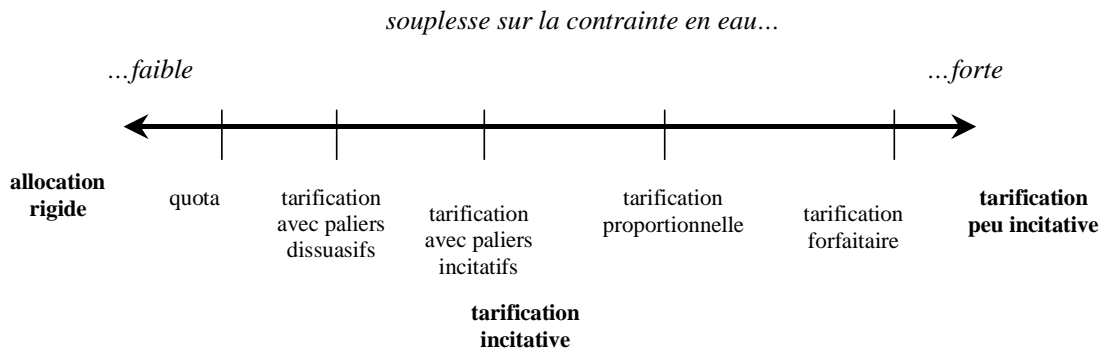 souplesse sur la contrainte en eau…
…faible
…forte
allocation
rigide
quota
tarification
avec paliers
dissuasifs
tarification
avec paliers
incitatifs
tarification
proportionnelle
tarification
forfaitaire
tarification
peu incitative
tarification
incitative